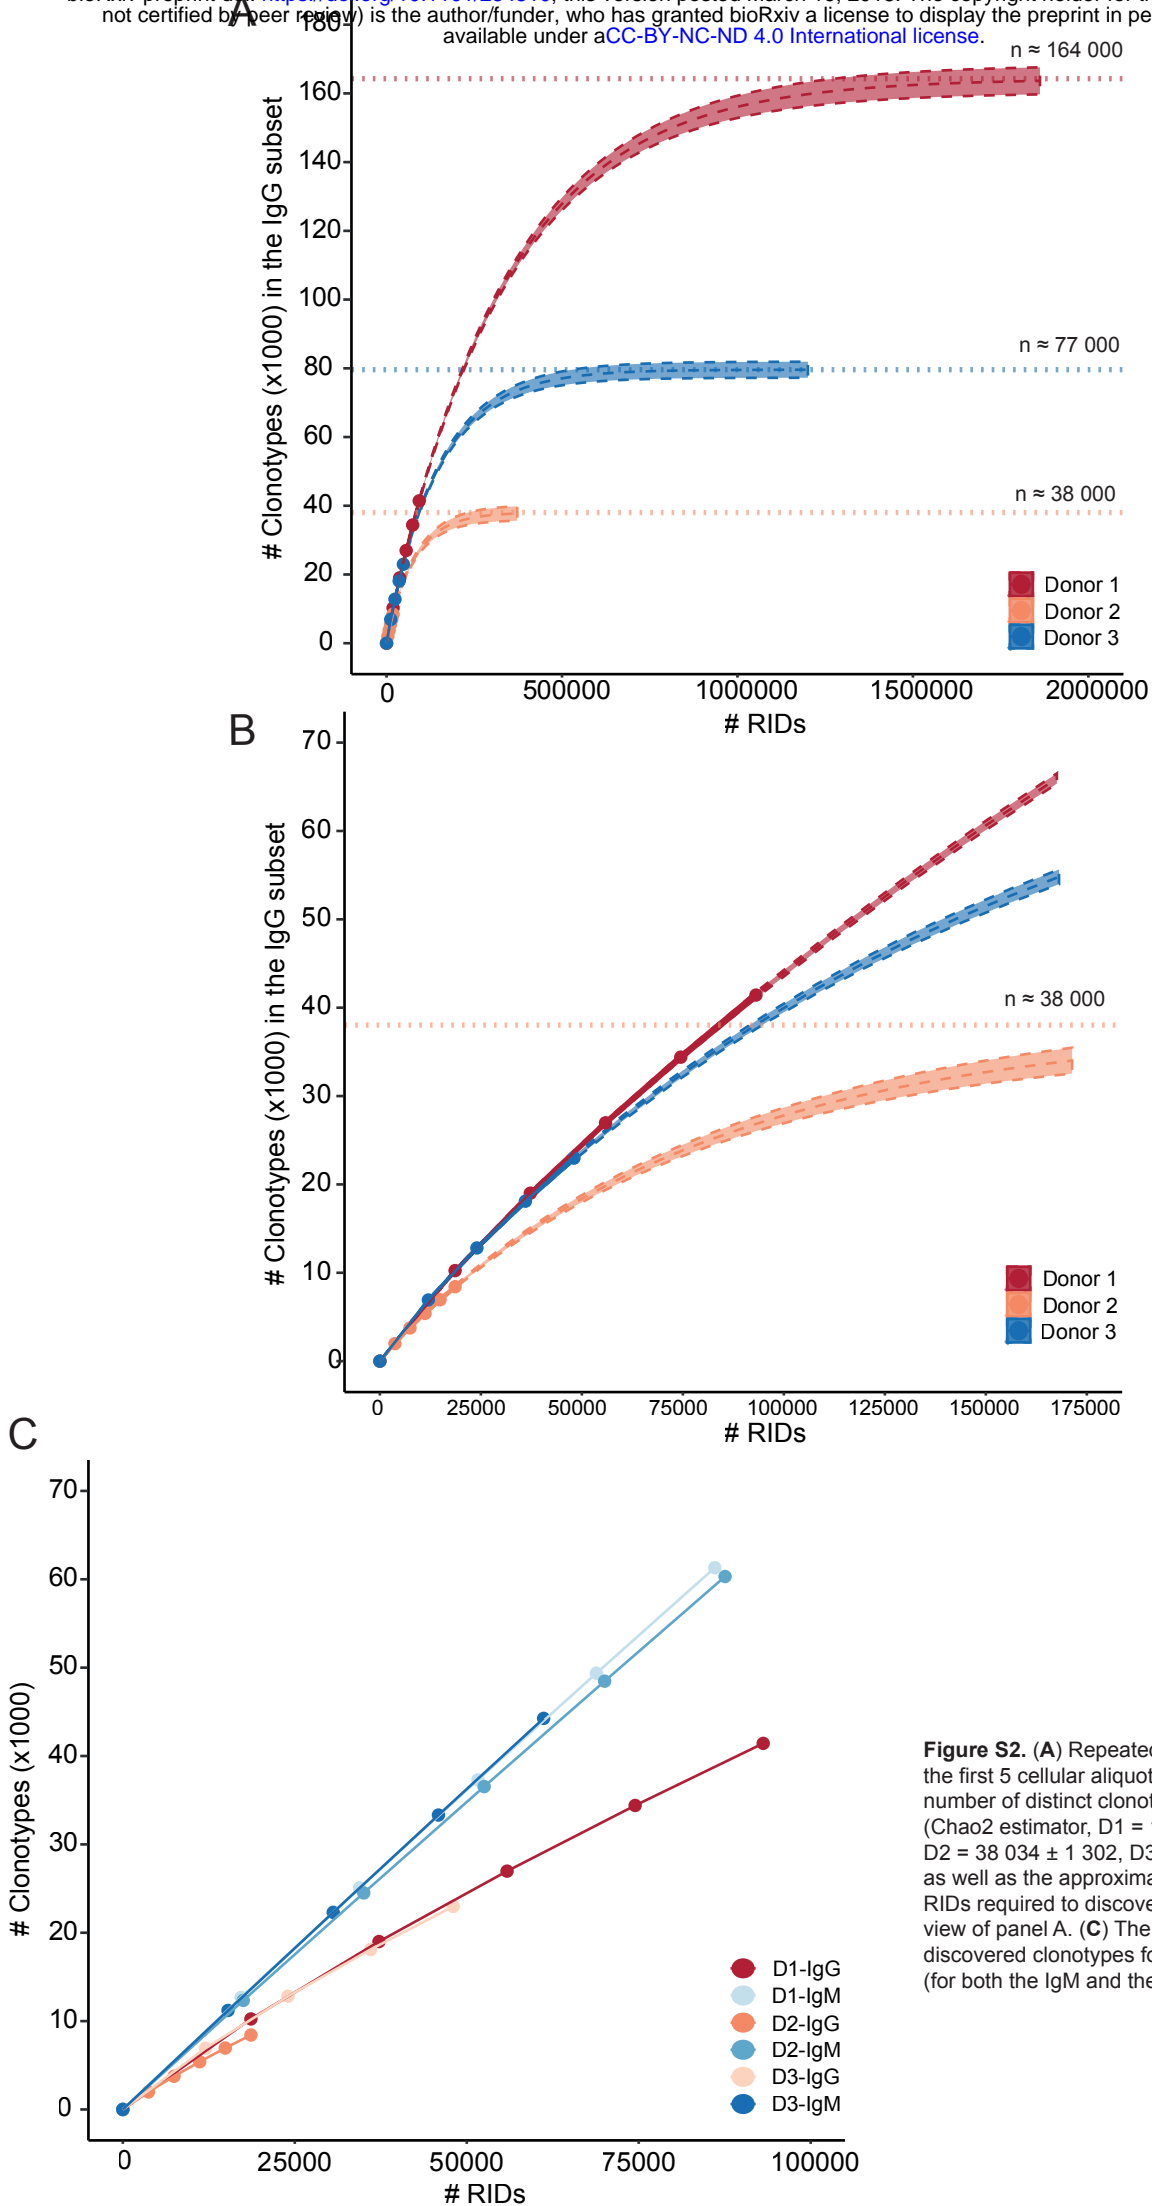 not certified by peer review) is the author/funder, who has granted bioRxiv a license to display the preprint in pe
available under aCC-BY-NC-ND 4.0 International license.
A
# Clonotypes (x1000) in the IgG subset
180
160
140
120
100
80
60
40
20
0
n ≈ 164 000
n ≈ 77 000
n ≈ 38 000
Donor 1
Donor 2
Donor 3
0 500000 1000000 1500000 2000000
# RIDs
B
# Clonotypes (x1000) in the IgG subset
70
60
50
40
30
20
10
0
n ≈ 38 000
Donor 1
Donor 2
Donor 3
0 25000 50000 75000 100000 125000 150000 175000
# RIDs
C
# Clonotypes (x1000)
70
60
50
40
30
20
10
0
D1-IgG
D1-IgM
D2-IgG
D2-IgM
D3-IgG
D3-IgM
0 25000 50000 75000 100000
# RIDs
Figure S2. (A) Repeated
the first 5 cellular aliquot
number of distinct clonot
(Chao2 estimator, D1 =
D2 = 38 034 ± 1 302, D3
as well as the approxima
RIDs required to discove
view of panel A. (C) The
discovered clonotypes fo
(for both the IgM and the